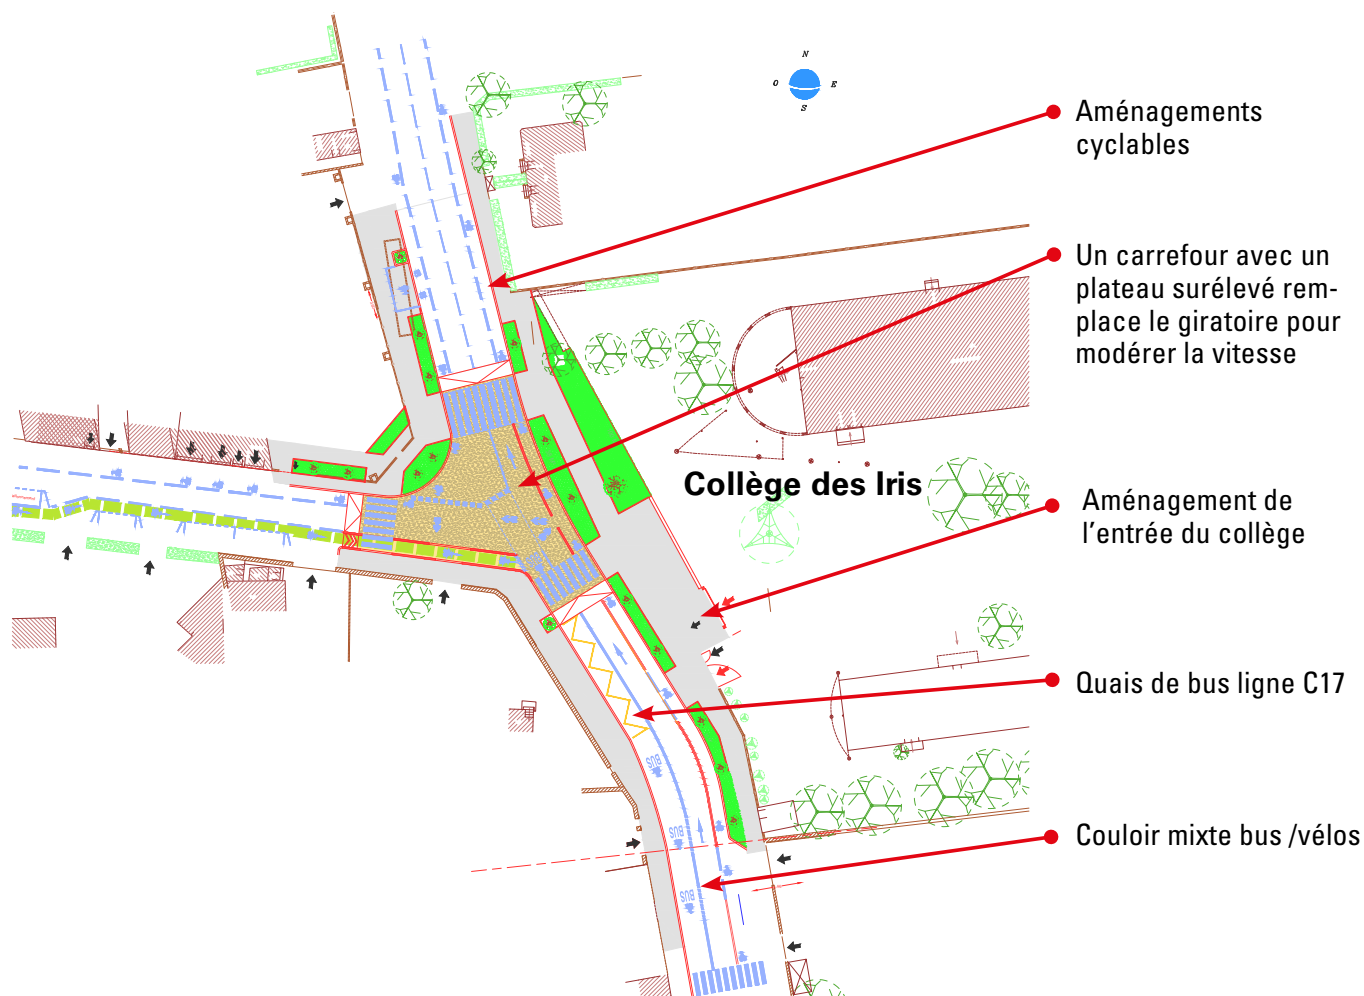 N
O
E
S
Aménagements
cyclables
Un carrefour avec un
plateau surélevé rem-
place le giratoire pour
modérer la vitesse
Collège des Iris
Aménagement de
l'entrée du collège
Quais de bus ligne C17
BUS
BUS
Couloir mixte bus /vélos
BUS